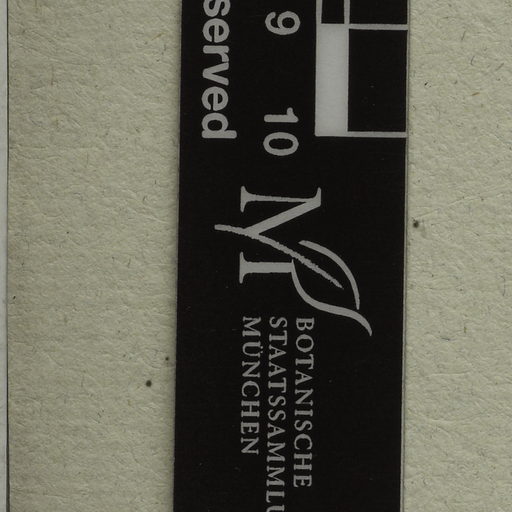 served
9 10
M
BOTANISCHE
STAATSSAMMLU
MÜNCHEN